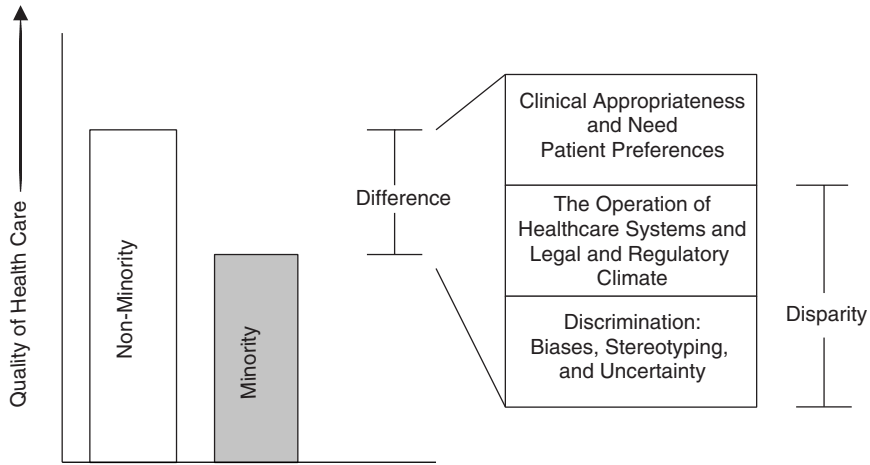 Quality of Health Care
Non-Minority
Minority
Difference
Clinical Appropriateness
and Need
Patient Preferences
The Operation of
Healthcare Systems and
Legal and Regulatory
Climate
Discrimination:
Biases, Stereotyping,
and Uncertainty
Disparity